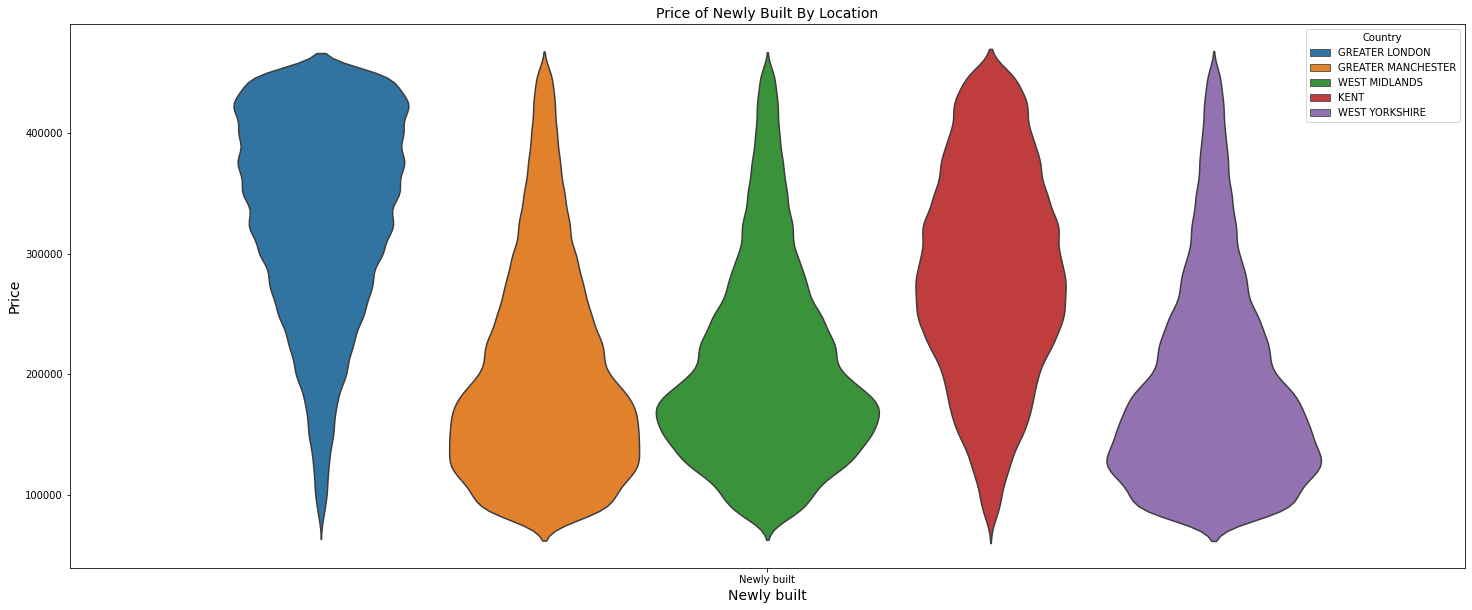 Price of Newly Built By Location
Country
GREATER LONDON
GREATER MANCHESTER
WEST MIDLANDS
KENT
WEST YORKSHIRE
Price
400000
300000
200000
100000
Newly built
Newly built